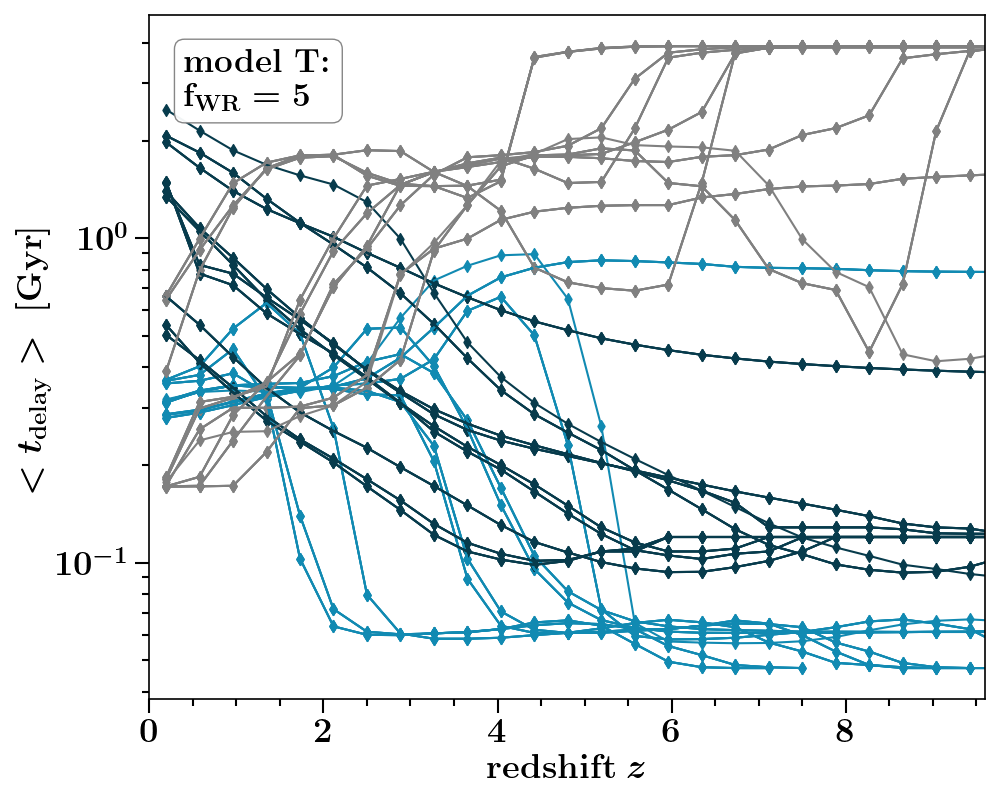 model T:
f_WR = 5
< t_delay > [Gyr]
10^0
10^-1
0 2 4 6 8
redshift z